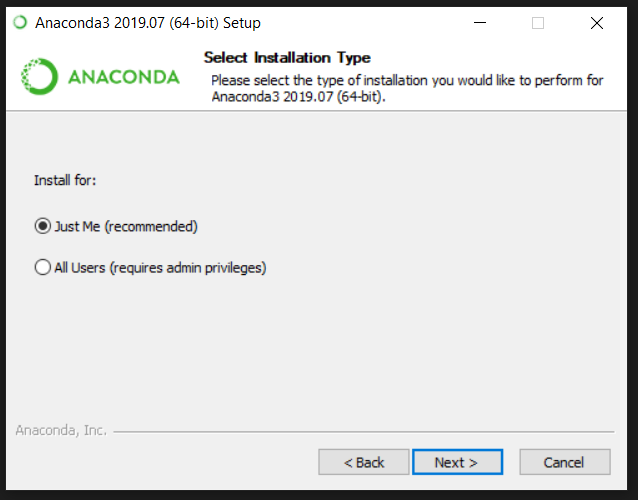 Anaconda3 2019.07 (64-bit) Setup
ANACONDA
Select Installation Type
Please select the type of installation you would like to perform for
Anaconda3 2019.07 (64-bit).
Install for:
Just Me (recommended)
All Users (requires admin privileges)
Anaconda, Inc.
< Back
Next >
Cancel